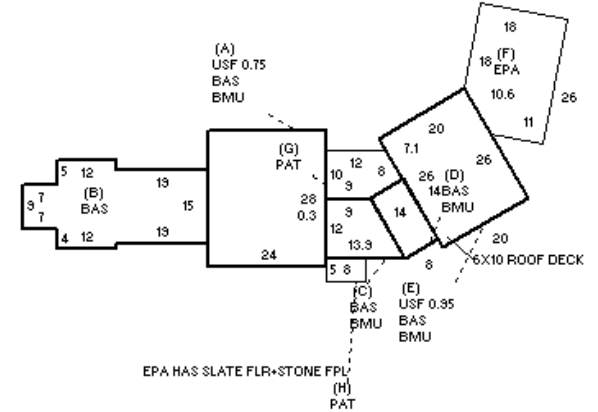 18
(A)
USF 0.75
BAS
BMU
18
(F)
EPA
10.6
26
11
20
7.1
(G)
PAT
12
8
26
26
(D)
14 BAS
BMU
5
12
19
10
9
7
(B)
BAS
9
7
15
28
0.3
9
14
12
4
12
19
13.9
20
24
5 8
8
6X10 ROOF DECK
(C)
BAS
BMU
(E)
USF 0.95
BAS
BMU
EPA HAS SLATE FLR+STONE FPL
(H)
PAT